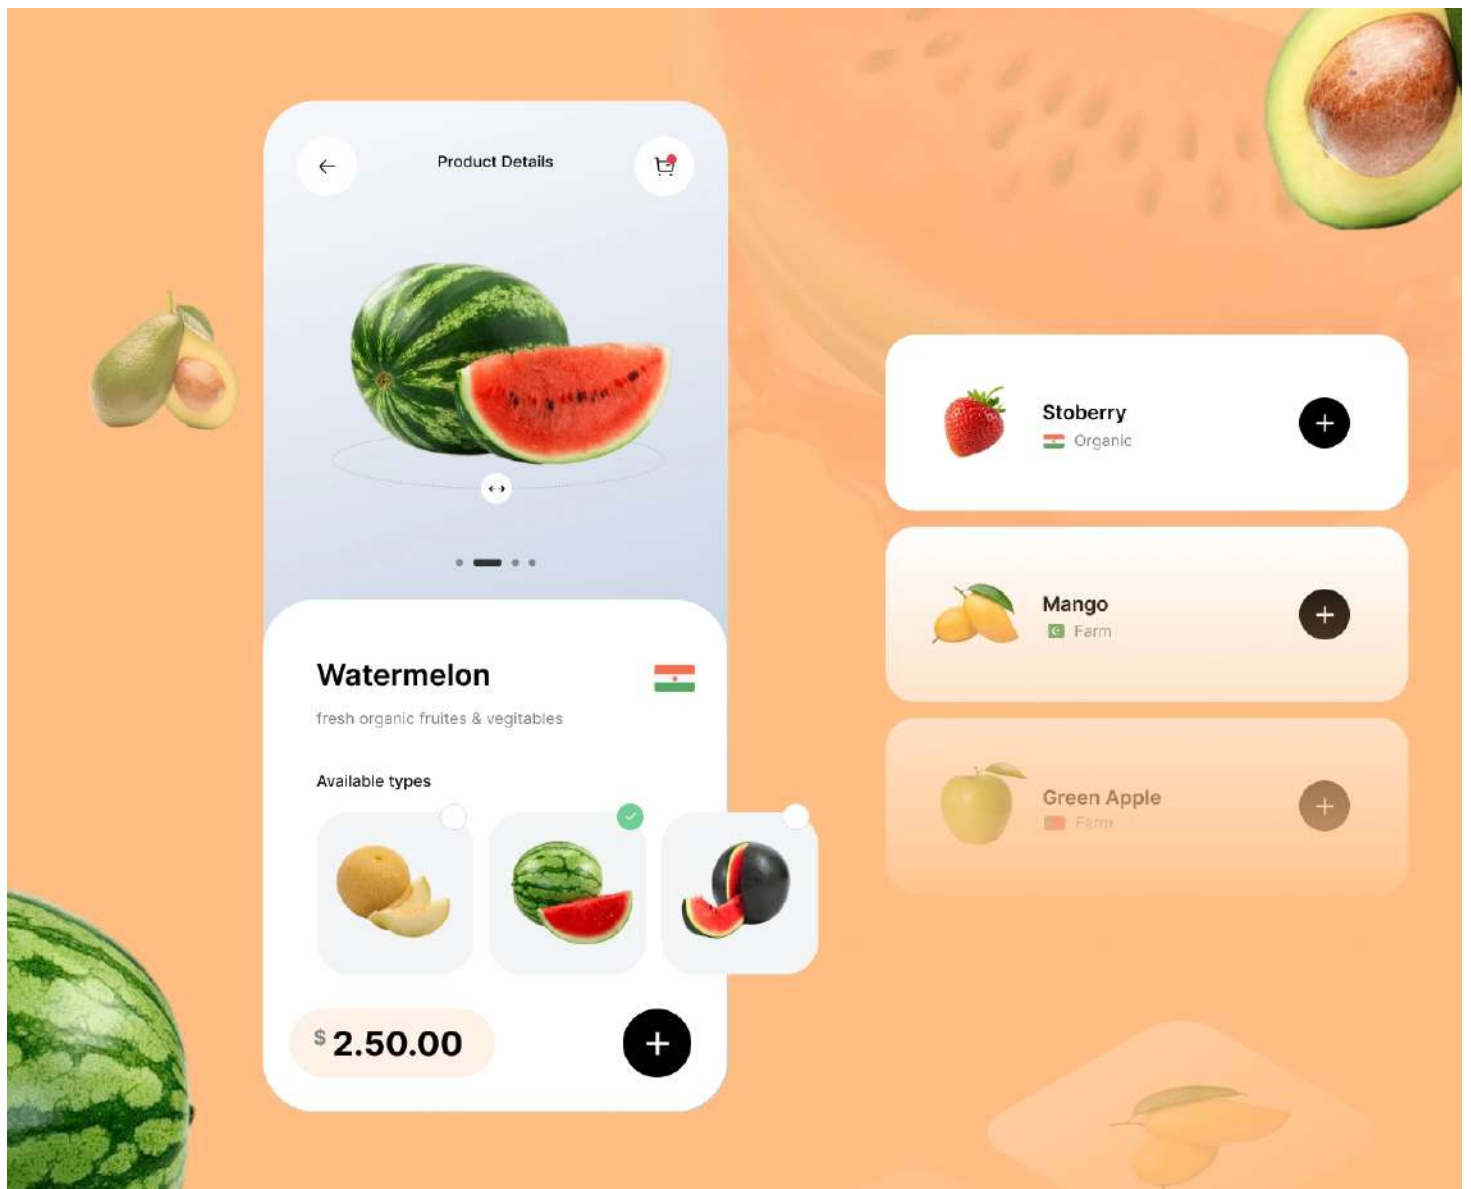 Product Details
Watermelon
fresh organic fruites & vegitables
Available types
$ 2.50.00
Stoberry
Organic
Mango
Farm
Green Apple
Farm